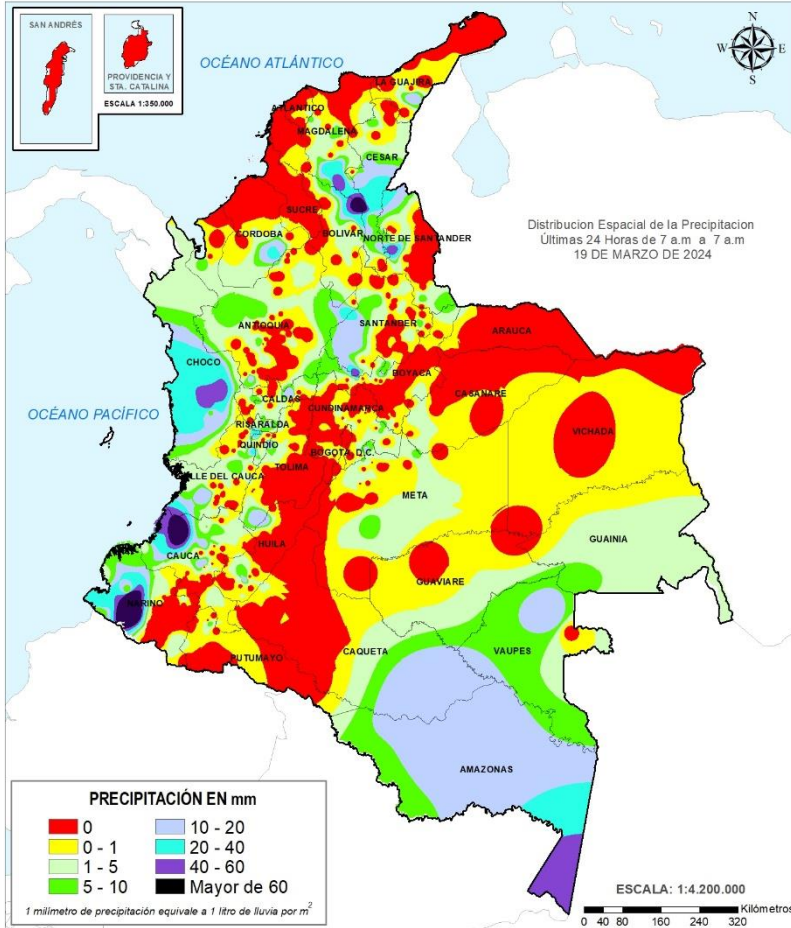 SAN ANDRÉS
PROVIDENCIA Y
STA. CATALINA
ESCALA 1:350.000
OCÉANO ATLÁNTICO
N
W
E
S
LA GUAJIRA
ATLANTICO
MAGDALENA
CESAR
SUCRE
CORDOBA
BOLIVAR
NORTE DE SANTANDER
Distribucion Espacial de la Precipitacion
Últimas 24 Horas de 7 a.m a 7 a.m
19 DE MARZO DE 2024
ANTIOQUIA
SANTANDER
ARAUCA
CHOCO
BOYACA
CASANARE
CALDAS
CUNDINAMARCA
OCÉANO PACÍFICO
RISARALDA
VICHADA
QUINDIO
BOGOTA D.C.
TOLIMA
VALLE DEL CAUCA
META
CAUCA
HUILA
GUAINIA
GUAVIARE
NARIÑO
CAQUETA
VAUPES
PUTUMAYO
AMAZONAS
PRECIPITACIÓN EN mm
0
0 - 1
1 - 5
5 - 10
10 - 20
20 - 40
40 - 60
Mayor de 60
1 milímetro de precipitación equivale a 1 litro de lluvia por m²
ESCALA: 1:4.200.000
Kilómetros
0 40 80 160 240 320